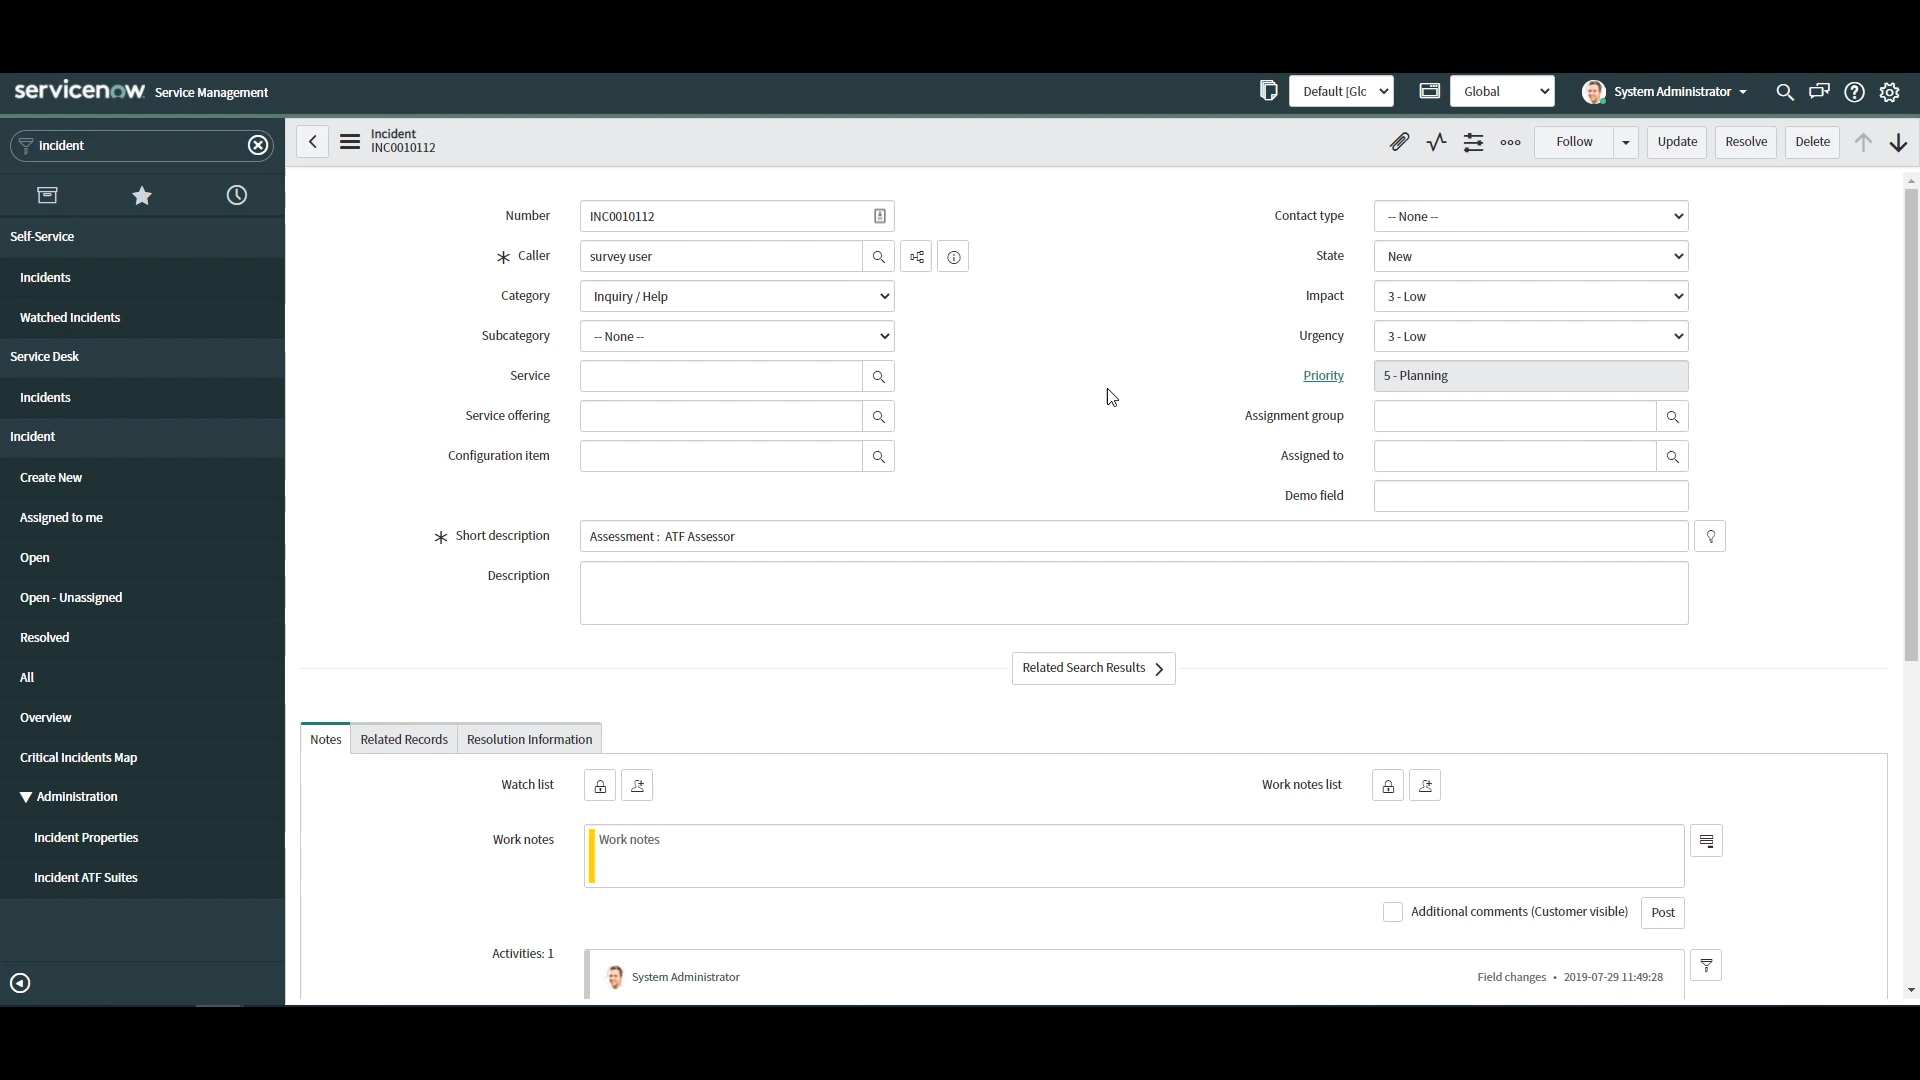 servicenow Service Management
Default [Glo
Global
System Administrator
incident
Incident
INC0010112
Follow
Update
Resolve
Delete
Self-Service
Incidents
Watched Incidents
Service Desk
Incidents
Incident
Create New
Assigned to me
Open
Open - Unassigned
Resolved
All
Overview
Critical Incidents Map
Administration
Incident Properties
Incident ATF Suites
Number INC0010112
Caller survey user
Category Inquiry / Help
Subcategory -- None --
Service
Service offering
Configuration item
Contact type -- None --
State New
Impact 3 - Low
Urgency 3 - Low
Priority 5 - Planning
Assignment group
Assigned to
Demo field
Short description Assessment : ATF Assessor
Description
Related Search Results
Notes Related Records Resolution Information
Watch list
Work notes list
Work notes Work notes
Additional comments (Customer visible) Post
Activities: 1
System Administrator Field changes • 2019-07-29 11:49:28